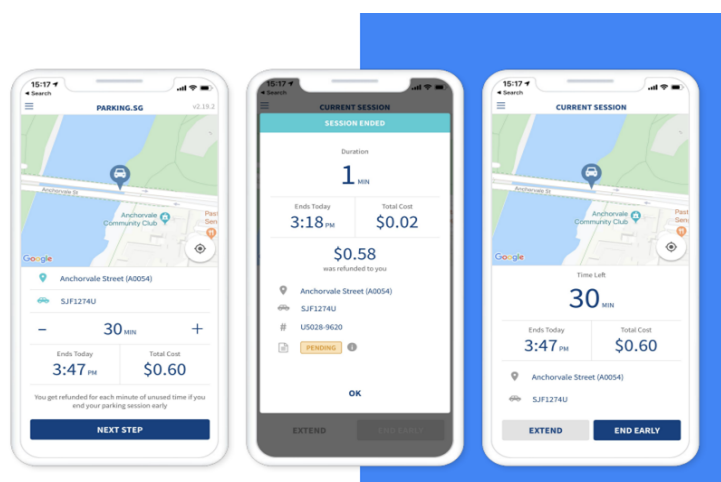 15:17
Search
PARKING.SG
v2.19.2
Anchorvale St
Anchorvale
Community Club
Google
Anchorvale Street (A0054)
SJF1274U
– 30 MIN +
Ends Today
Total Cost
3:47 PM
$0.60
You get refunded for each minute of unused time if you
end your parking session early
NEXT STEP
15:17
Search
CURRENT SESSION
SESSION ENDED
Duration
1 MIN
Ends Today
Total Cost
3:18 PM
$0.02
$0.58
was refunded to you
Anchorvale Street (A0054)
SJF1274U
# U5028-9620
PENDING
OK
EXTEND
END EARLY
15:17
Search
CURRENT SESSION
Anchorvale St
Anchorvale
Community Club
Google
Time Left
30 MIN
Ends Today
Total Cost
3:47 PM
$0.60
Anchorvale Street (A0054)
SJF1274U
EXTEND
END EARLY